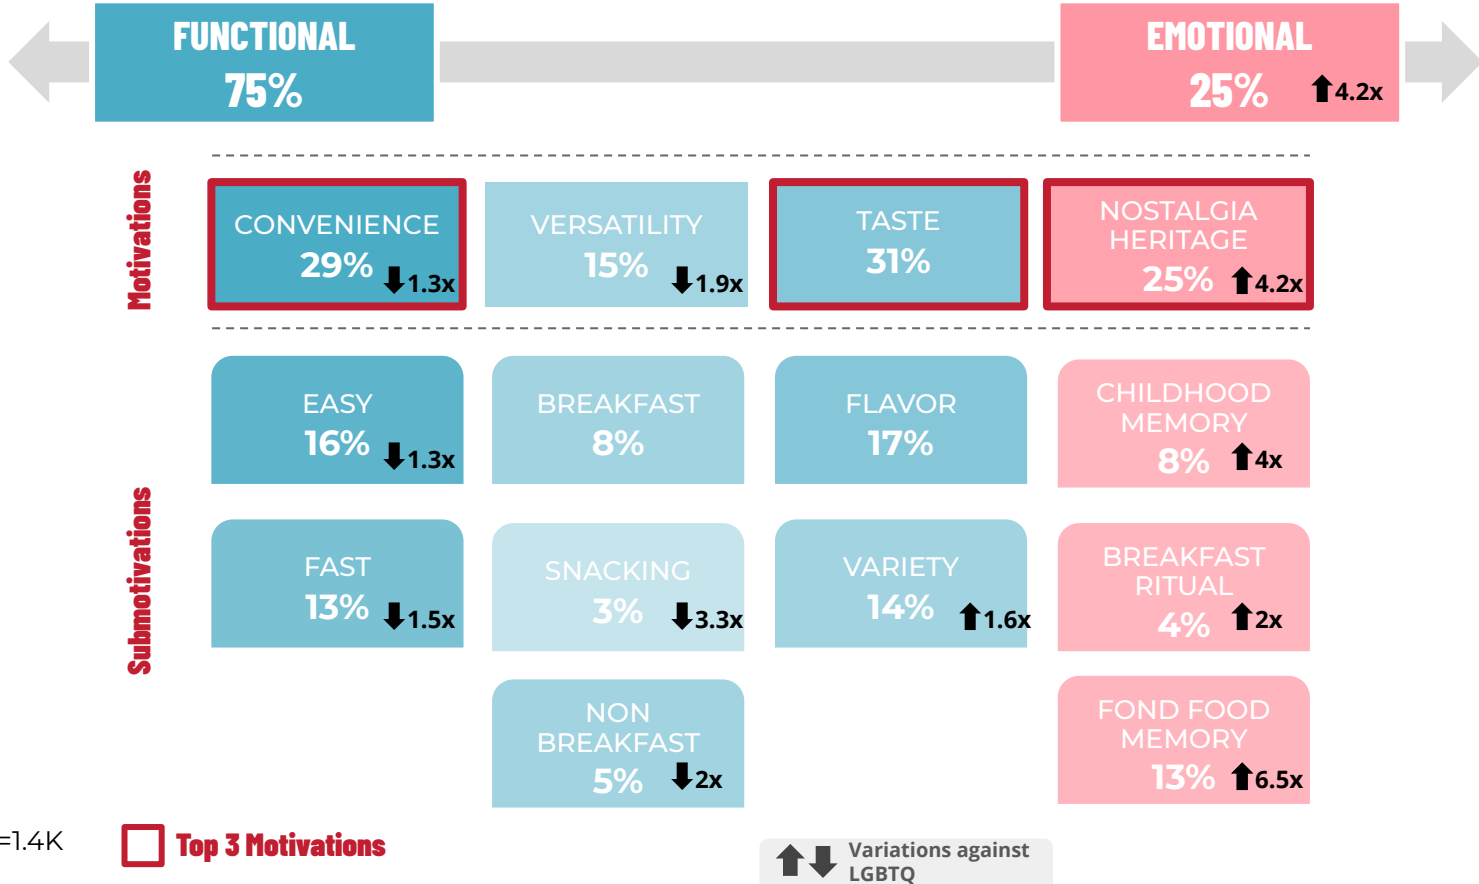 FUNCTIONAL
75%
EMOTIONAL
25%
4.2x
Motivations
CONVENIENCE
29%
1.3x
VERSATILITY
15%
1.9x
TASTE
31%
NOSTALGIA
HERITAGE
25%
4.2x
Submotivations
EASY
16%
1.3x
BREAKFAST
8%
FLAVOR
17%
CHILDHOOD
MEMORY
8%
4x
FAST
13%
1.5x
SNACKING
3%
3.3x
VARIETY
14%
1.6x
BREAKFAST
RITUAL
4%
2x
NON
BREAKFAST
5%
2x
FOND FOOD
MEMORY
13%
6.5x
=1.4K
Top 3 Motivations
Variations against
LGBTQ